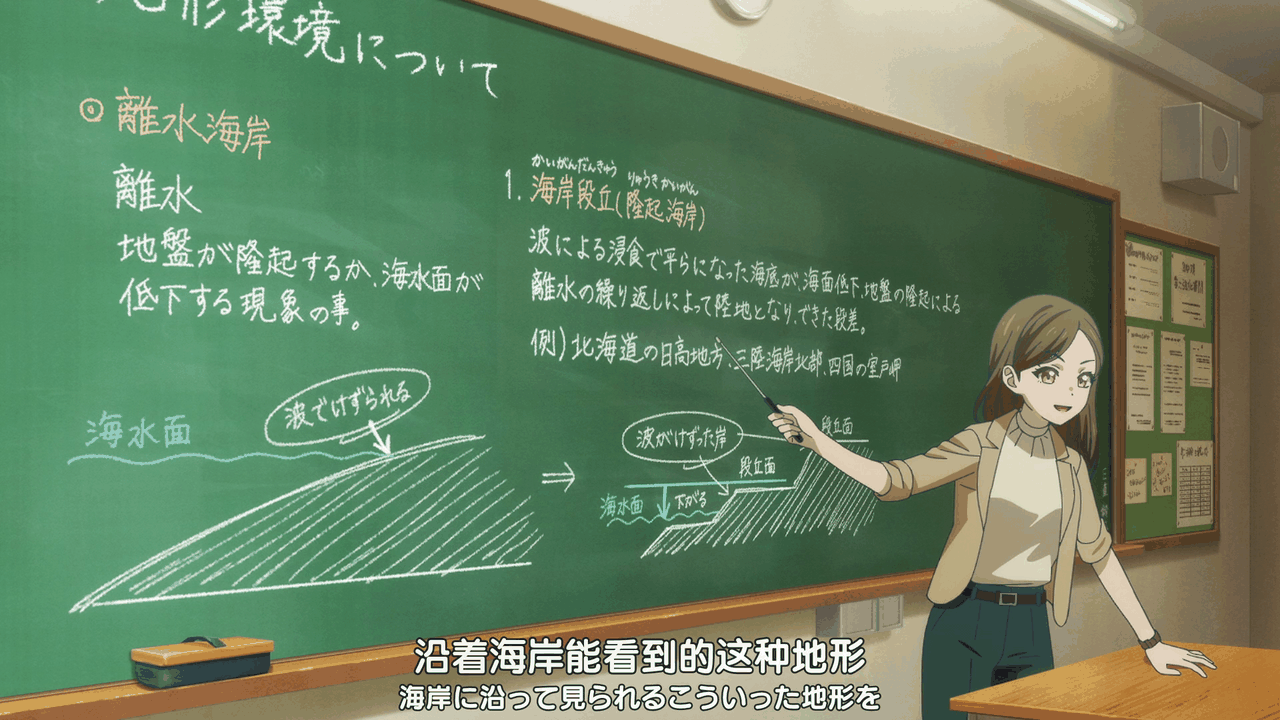 地形環境について
◎離水海岸
離水
地盤が隆起するか、海水面が
低下する現象の事。
波でけずられる
海水面
かいがんだんきゅう りゅうきかいがん
1. 海岸段丘(隆起海岸)
波による浸食で平らになった海底が、海面低下、地盤の隆起による
離水の繰り返しによって陸地となり、できた段差。
例)北海道の日高地方、三陸海岸北部、四国の室戸岬
波がけずった岸
段丘面
段丘面
海水面
下がる
沿着海岸能看到的这种地形
海岸に沿って見られるこういった地形を